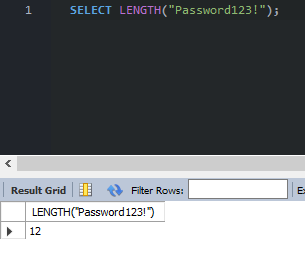 1 SELECT LENGTH("Password123!");
Result Grid Filter Rows:
LENGTH("Password123!")
12